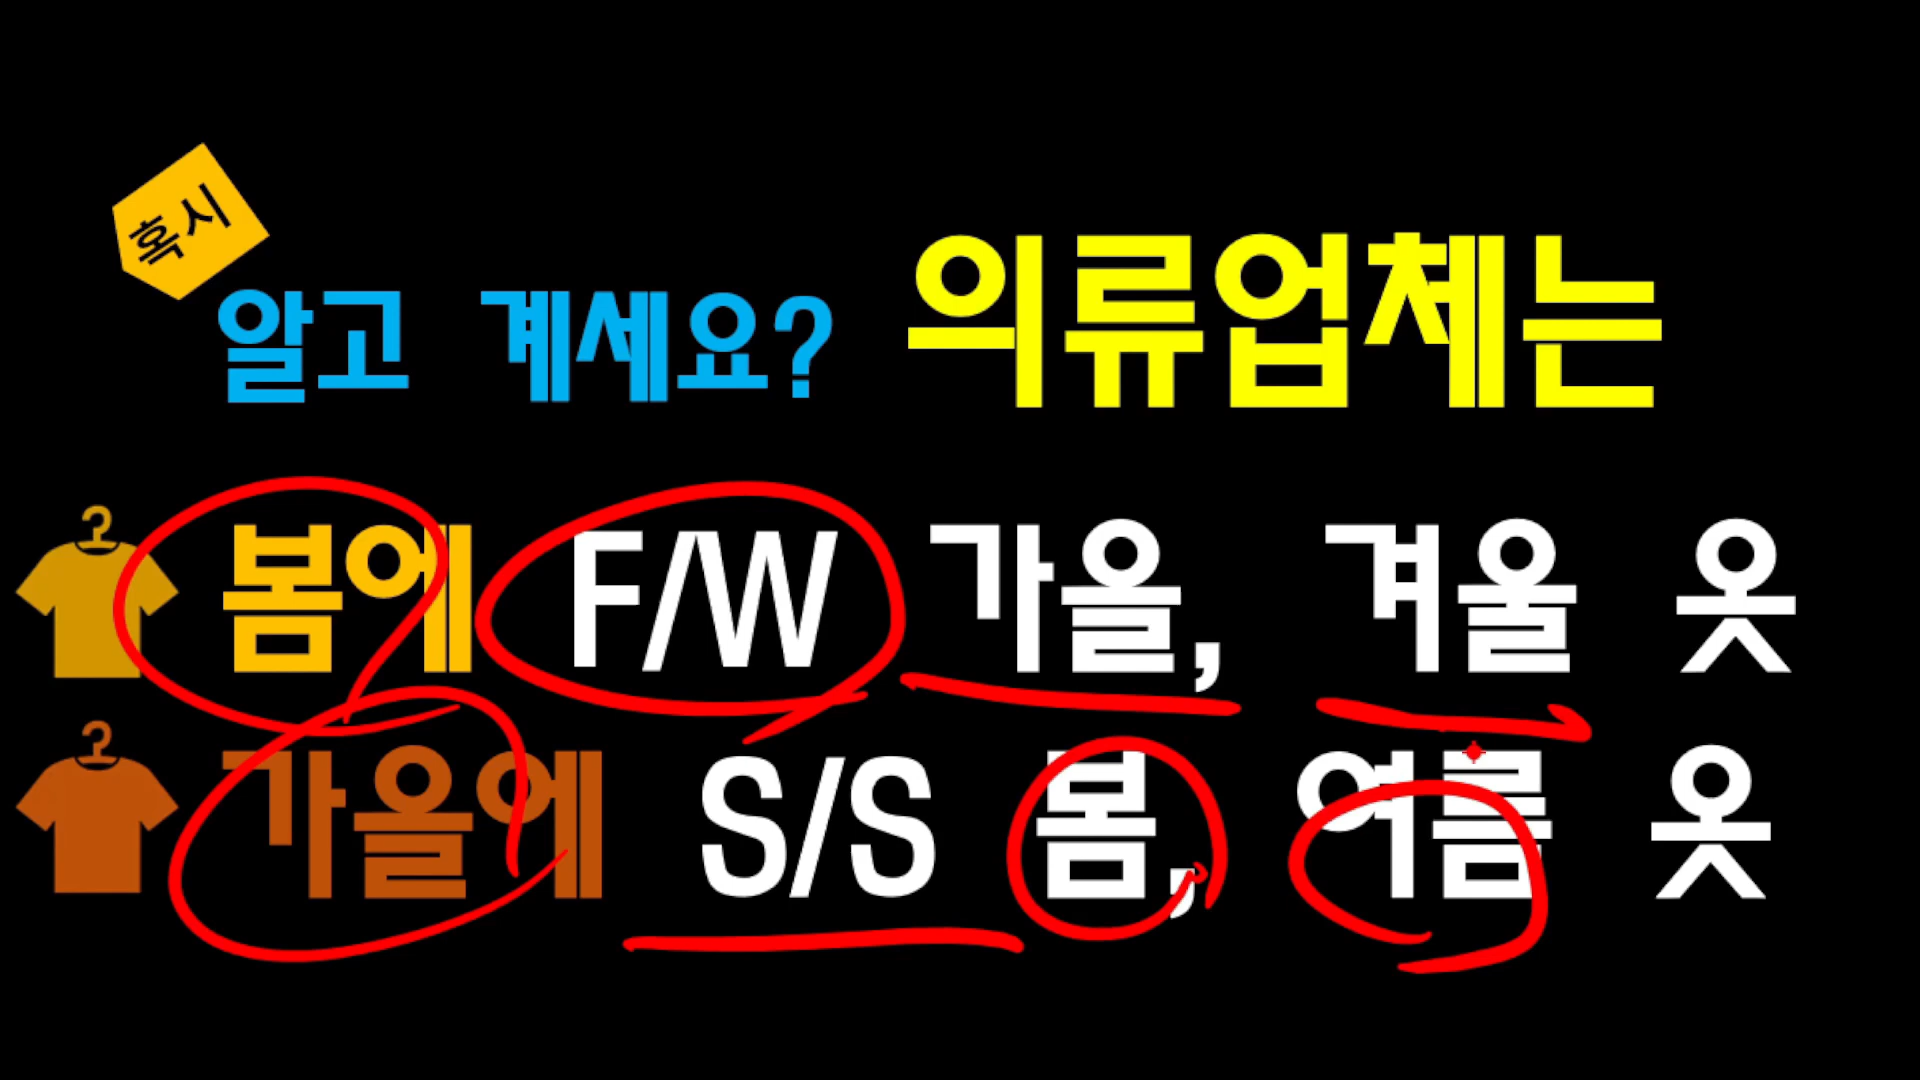 혹시
알고 계세요? 의류업체는
봄에 F/W 가을, 겨울 옷
가을에 S/S 봄, 여름 옷